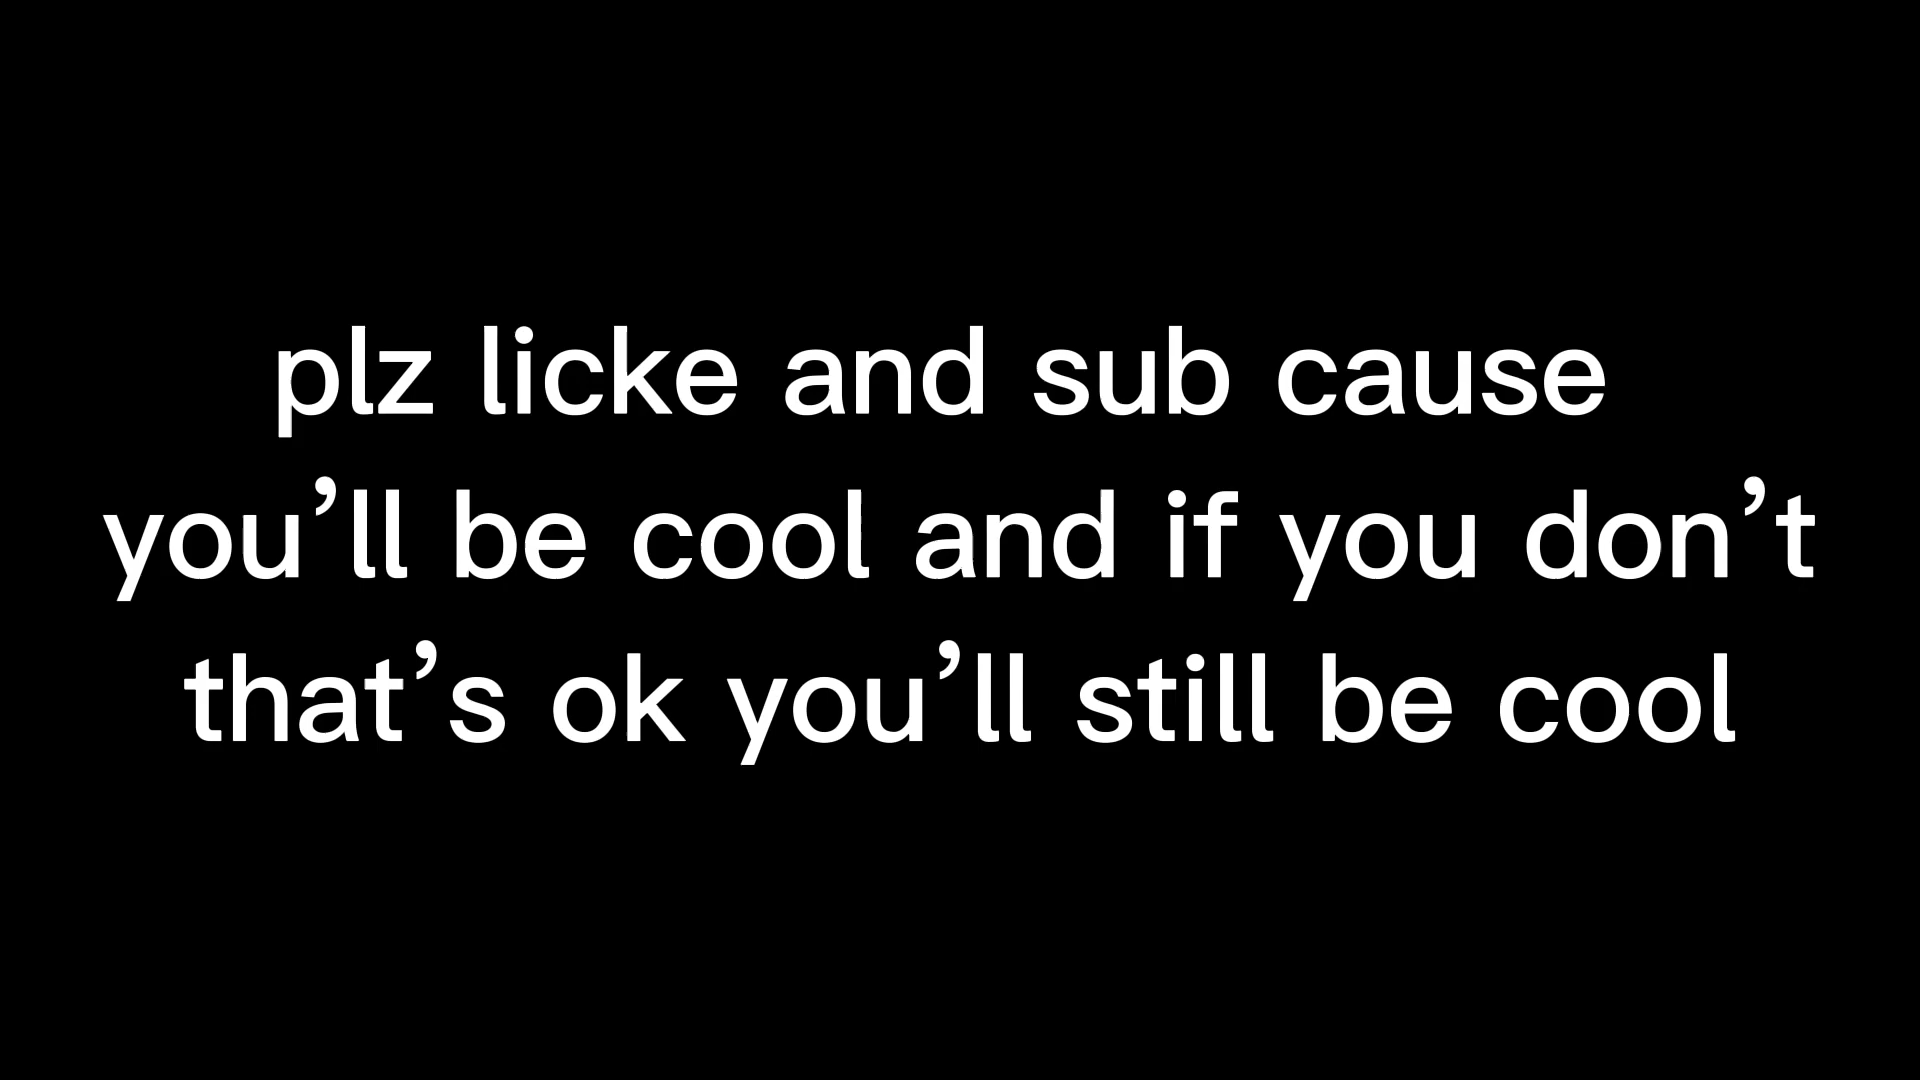 plz licke and sub cause
you’ll be cool and if you don’t
that’s ok you’ll still be cool